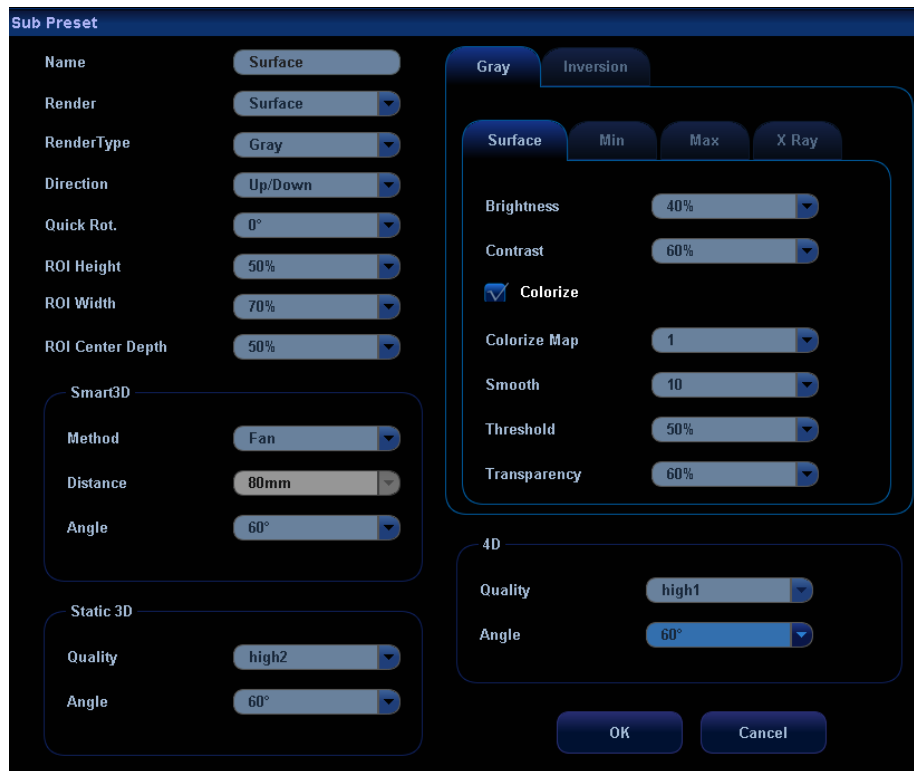 Sub Preset
Name Surface
Render Surface
RenderType Gray
Direction Up/Down
Quick Rot. 0°
ROI Height 50%
ROI Width 70%
ROI Center Depth 50%
Smart3D
Method Fan
Distance 80mm
Angle 60°
Static 3D
Quality high2
Angle 60°
Gray Inversion
Surface Min Max X Ray
Brightness 40%
Contrast 60%
Colorize
Colorize Map 1
Smooth 10
Threshold 50%
Transparency 60%
4D
Quality high1
Angle 60°
OK Cancel